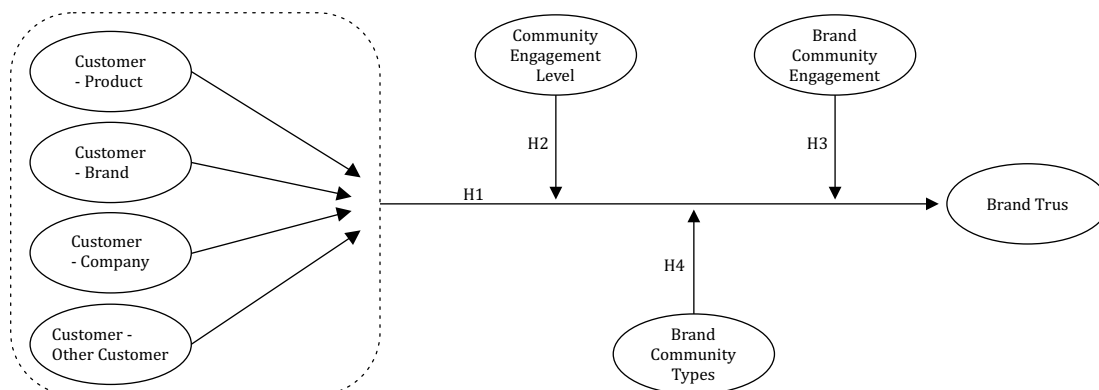 Customer
- Product
Customer
- Brand
Customer
- Company
Customer -
Other Customer
Community
Engagement
Level
Brand
Community
Engagement
H2
H3
H1
Brand Trus
H4
Brand
Community
Types